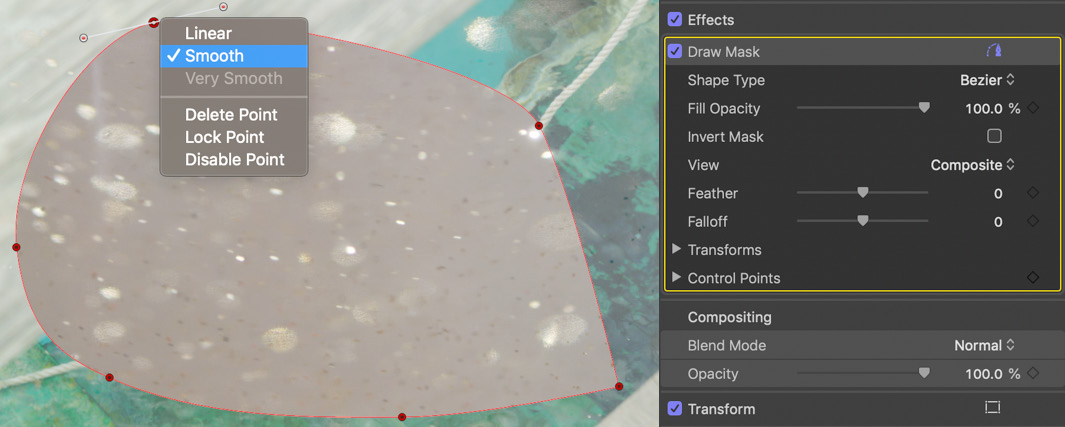 Linear
✓ Smooth
Very Smooth
Delete Point
Lock Point
Disable Point
Effects
Draw Mask
Shape Type Bezier
Fill Opacity 100.0 %
Invert Mask
View Composite
Feather 0
Falloff 0
Transforms
Control Points
Compositing
Blend Mode Normal
Opacity 100.0 %
Transform